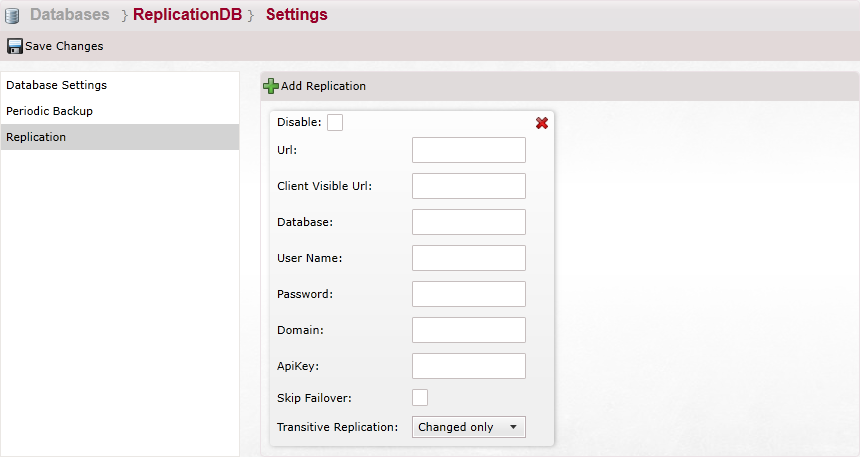 Databases } ReplicationDB } Settings
Save Changes
Database Settings
Periodic Backup
Replication
Add Replication
Disable:
Url:
Client Visible Url:
Database:
User Name:
Password:
Domain:
ApiKey:
Skip Failover:
Transitive Replication: Changed only